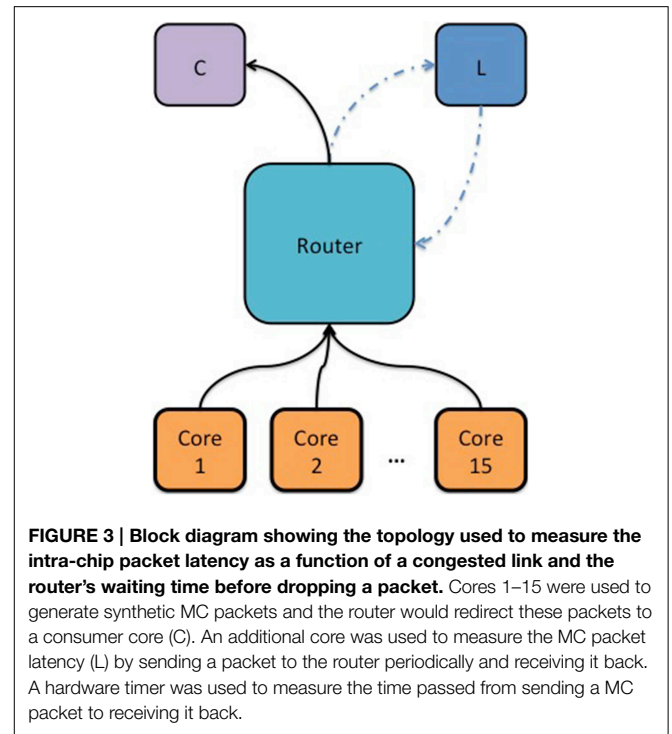 C
L
Router
Core
1
Core
2
...
Core
15
FIGURE 3 | Block diagram showing the topology used to measure the
intra-chip packet latency as a function of a congested link and the
router's waiting time before dropping a packet. Cores 1–15 were used to
generate synthetic MC packets and the router would redirect these packets to
a consumer core (C). An additional core was used to measure the MC packet
latency (L) by sending a packet to the router periodically and receiving it back.
A hardware timer was used to measure the time passed from sending a MC
packet to receiving it back.